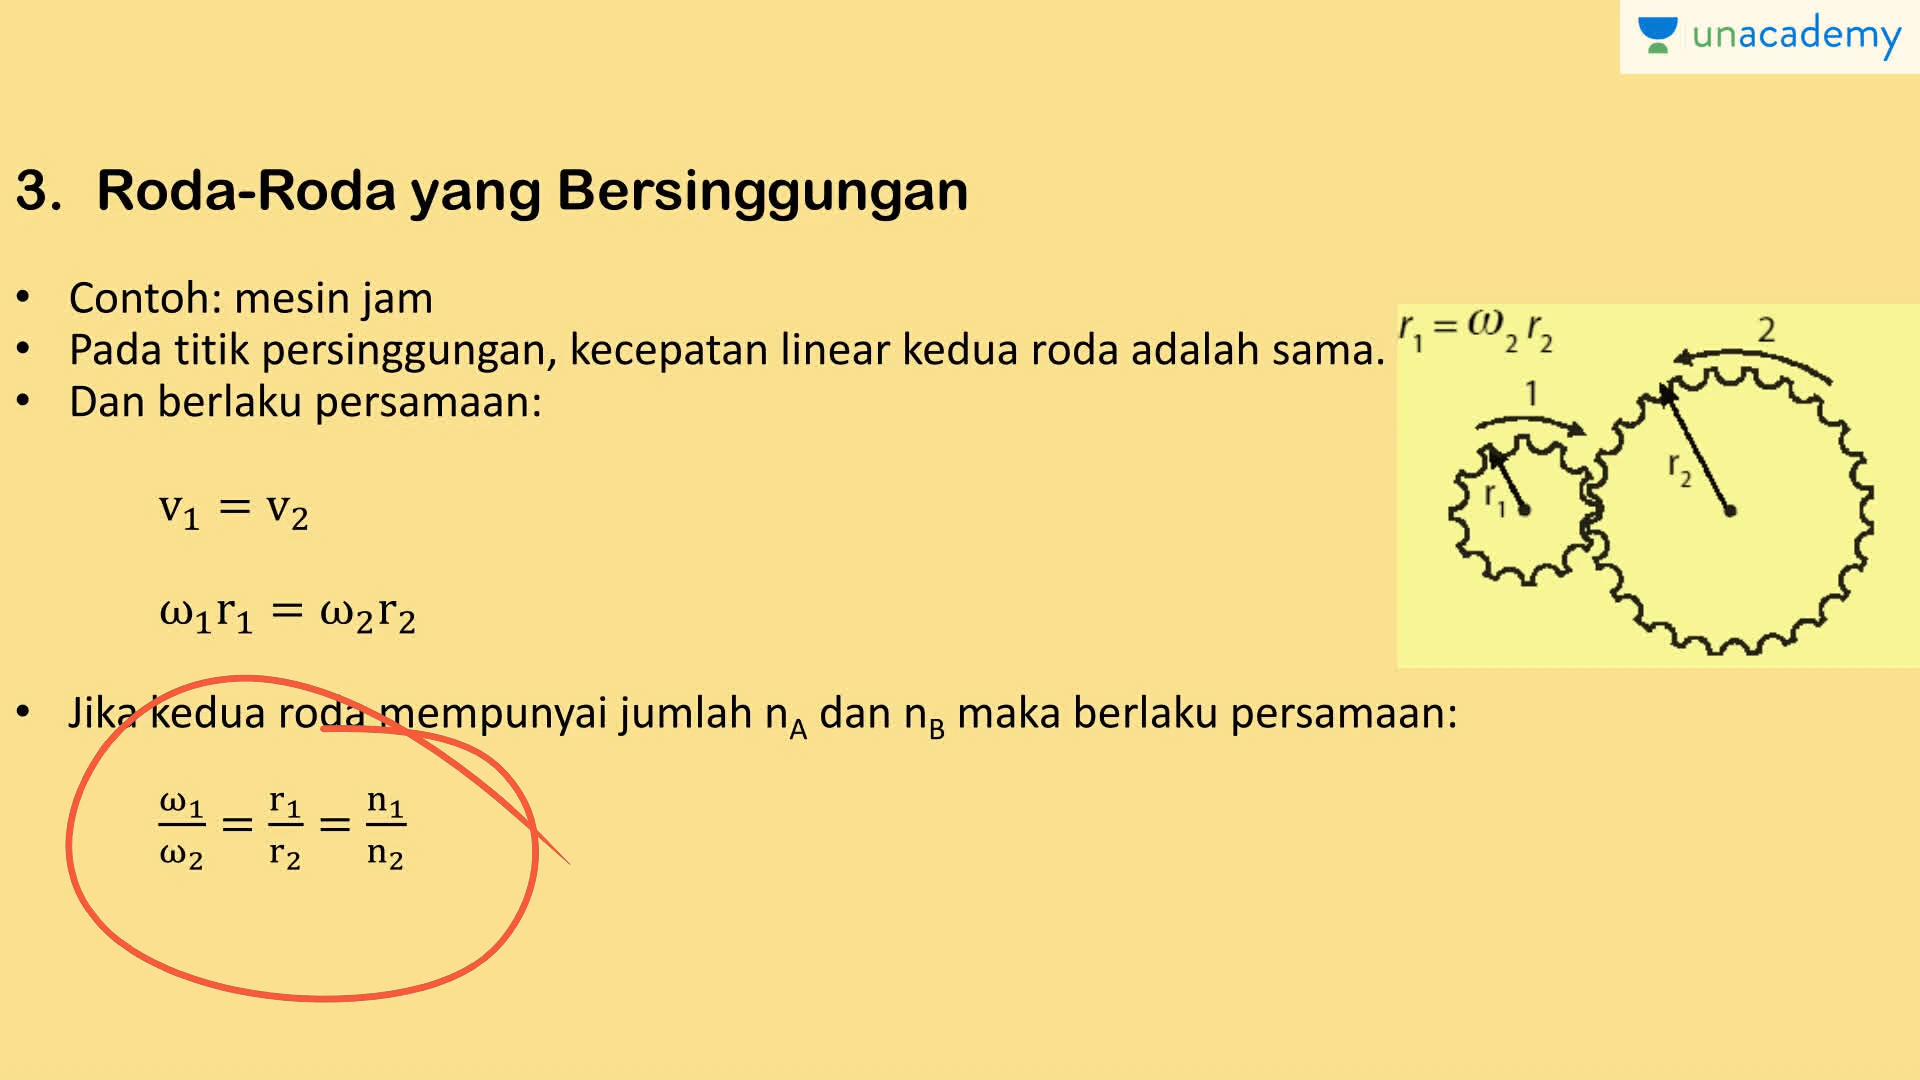 unacademy
3. Roda-Roda yang Bersinggungan
• Contoh: mesin jam
• Pada titik persinggungan, kecepatan linear kedua roda adalah sama.
• Dan berlaku persamaan:
v₁ = v₂
ω₁r₁ = ω₂r₂
r₁ = ω₂ r₂
1
2
r₁
r₂
• Jika kedua roda mempunyai jumlah n_A dan n_B maka berlaku persamaan:
ω₁/ω₂ = r₁/r₂ = n₁/n₂